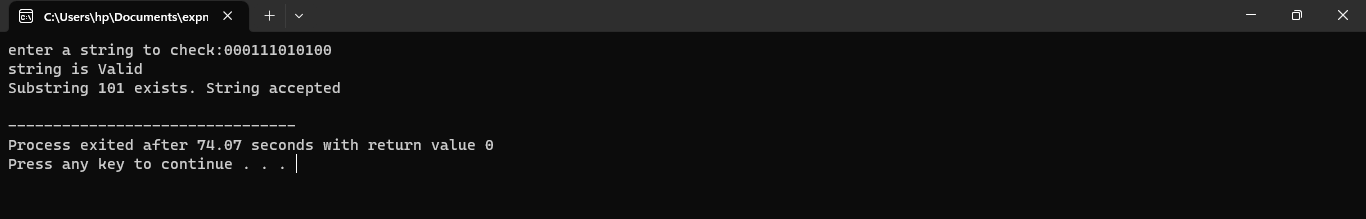 C:\Users\hp\Documents\expn
enter a string to check:000111010100
string is Valid
Substring 101 exists. String accepted
--------------------------------
Process exited after 74.07 seconds with return value 0
Press any key to continue . . .